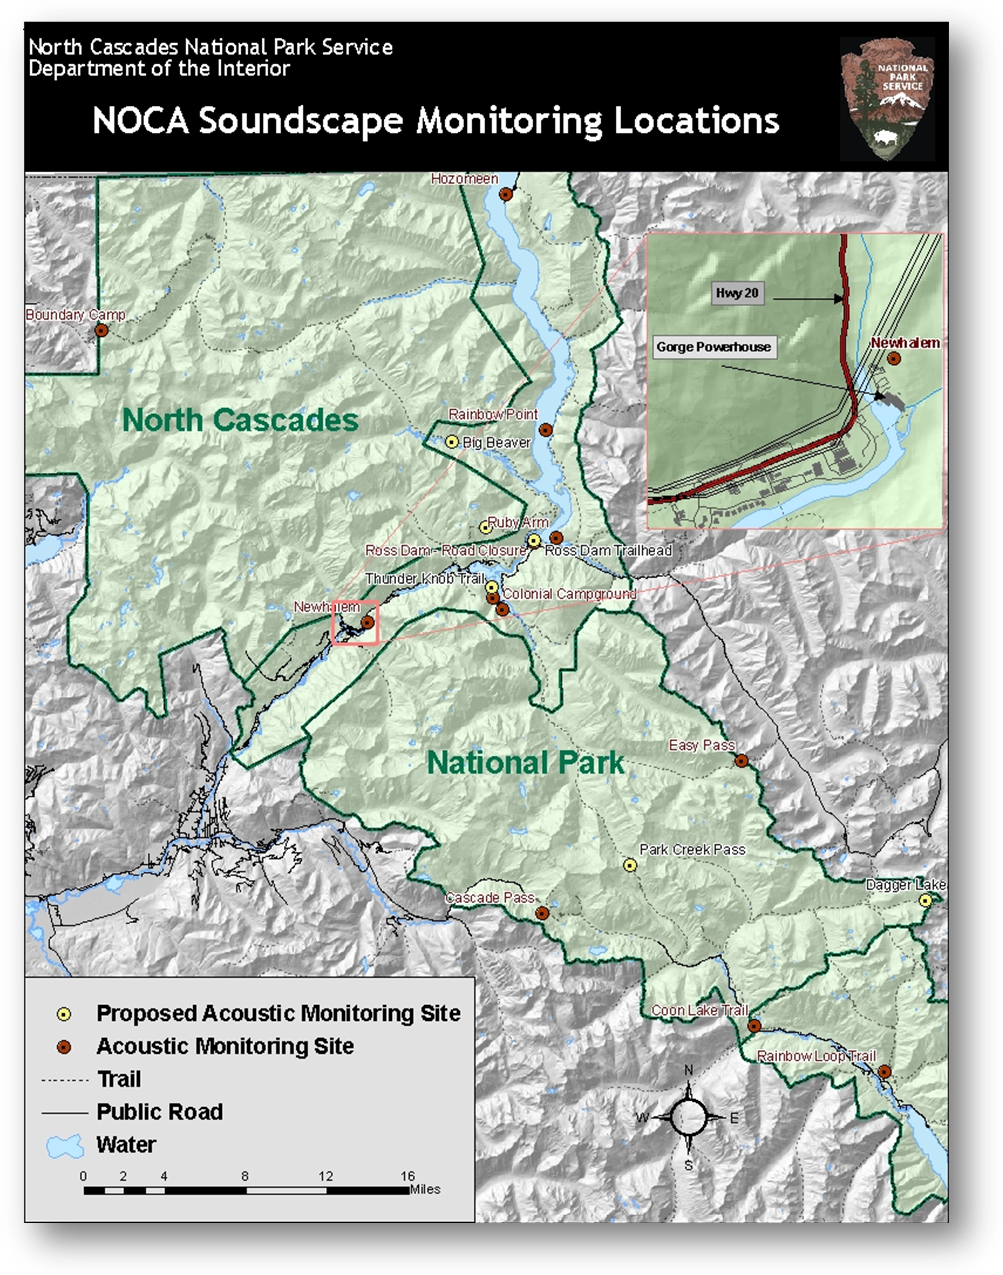 North Cascades National Park Service
Department of the Interior
NOCA Soundscape Monitoring Locations
NATIONAL
PARK
SERVICE
Hozomeen
Boundary Camp
North Cascades
Rainbow Point
Big Beaver
Ruby Arm
Ross Dam - Road Closure
Ross Dam Trailhead
Thunder Knob Trail
Colonial Campground
Newhalem
Hwy 20
Gorge Powerhouse
Newhalem
National Park
Easy Pass
Park Creek Pass
Dagger Lake
Cascade Pass
Coon Lake Trail
Rainbow Loop Trail
N
W
E
S
Proposed Acoustic Monitoring Site
Acoustic Monitoring Site
Trail
Public Road
Water
0 2 4 8 12 16
Miles